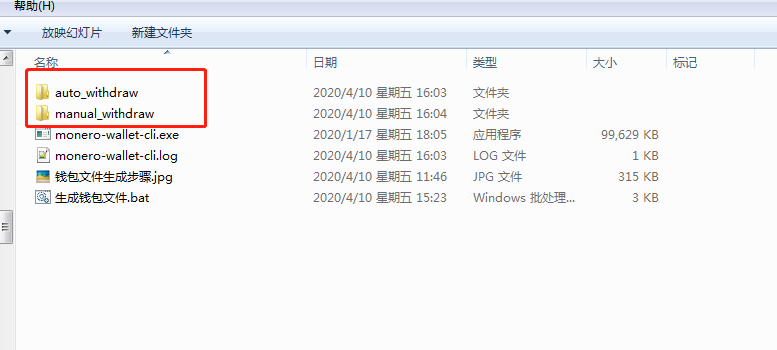 帮助(H)
放映幻灯片 新建文件夹
名称 日期 类型 大小 标记
auto_withdraw 2020/4/10 星期五 16:03 文件夹
manual_withdraw 2020/4/10 星期五 16:04 文件夹
monero-wallet-cli.exe 2020/1/17 星期五 18:05 应用程序 99,629 KB
monero-wallet-cli.log 2020/4/10 星期五 16:03 LOG 文件 1 KB
钱包文件生成步骤.jpg 2020/4/10 星期五 11:46 JPG 文件 315 KB
生成钱包文件.bat 2020/4/10 星期五 15:23 Windows 批处理... 3 KB